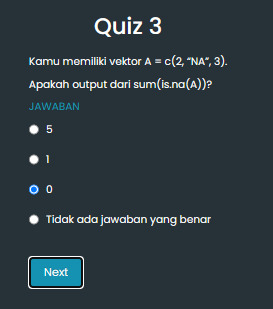 Quiz 3
Kamu memiliki vektor A = c(2, “NA”, 3).
Apakah output dari sum(is.na(A))?
JAWABAN
5
1
0
Tidak ada jawaban yang benar
Next